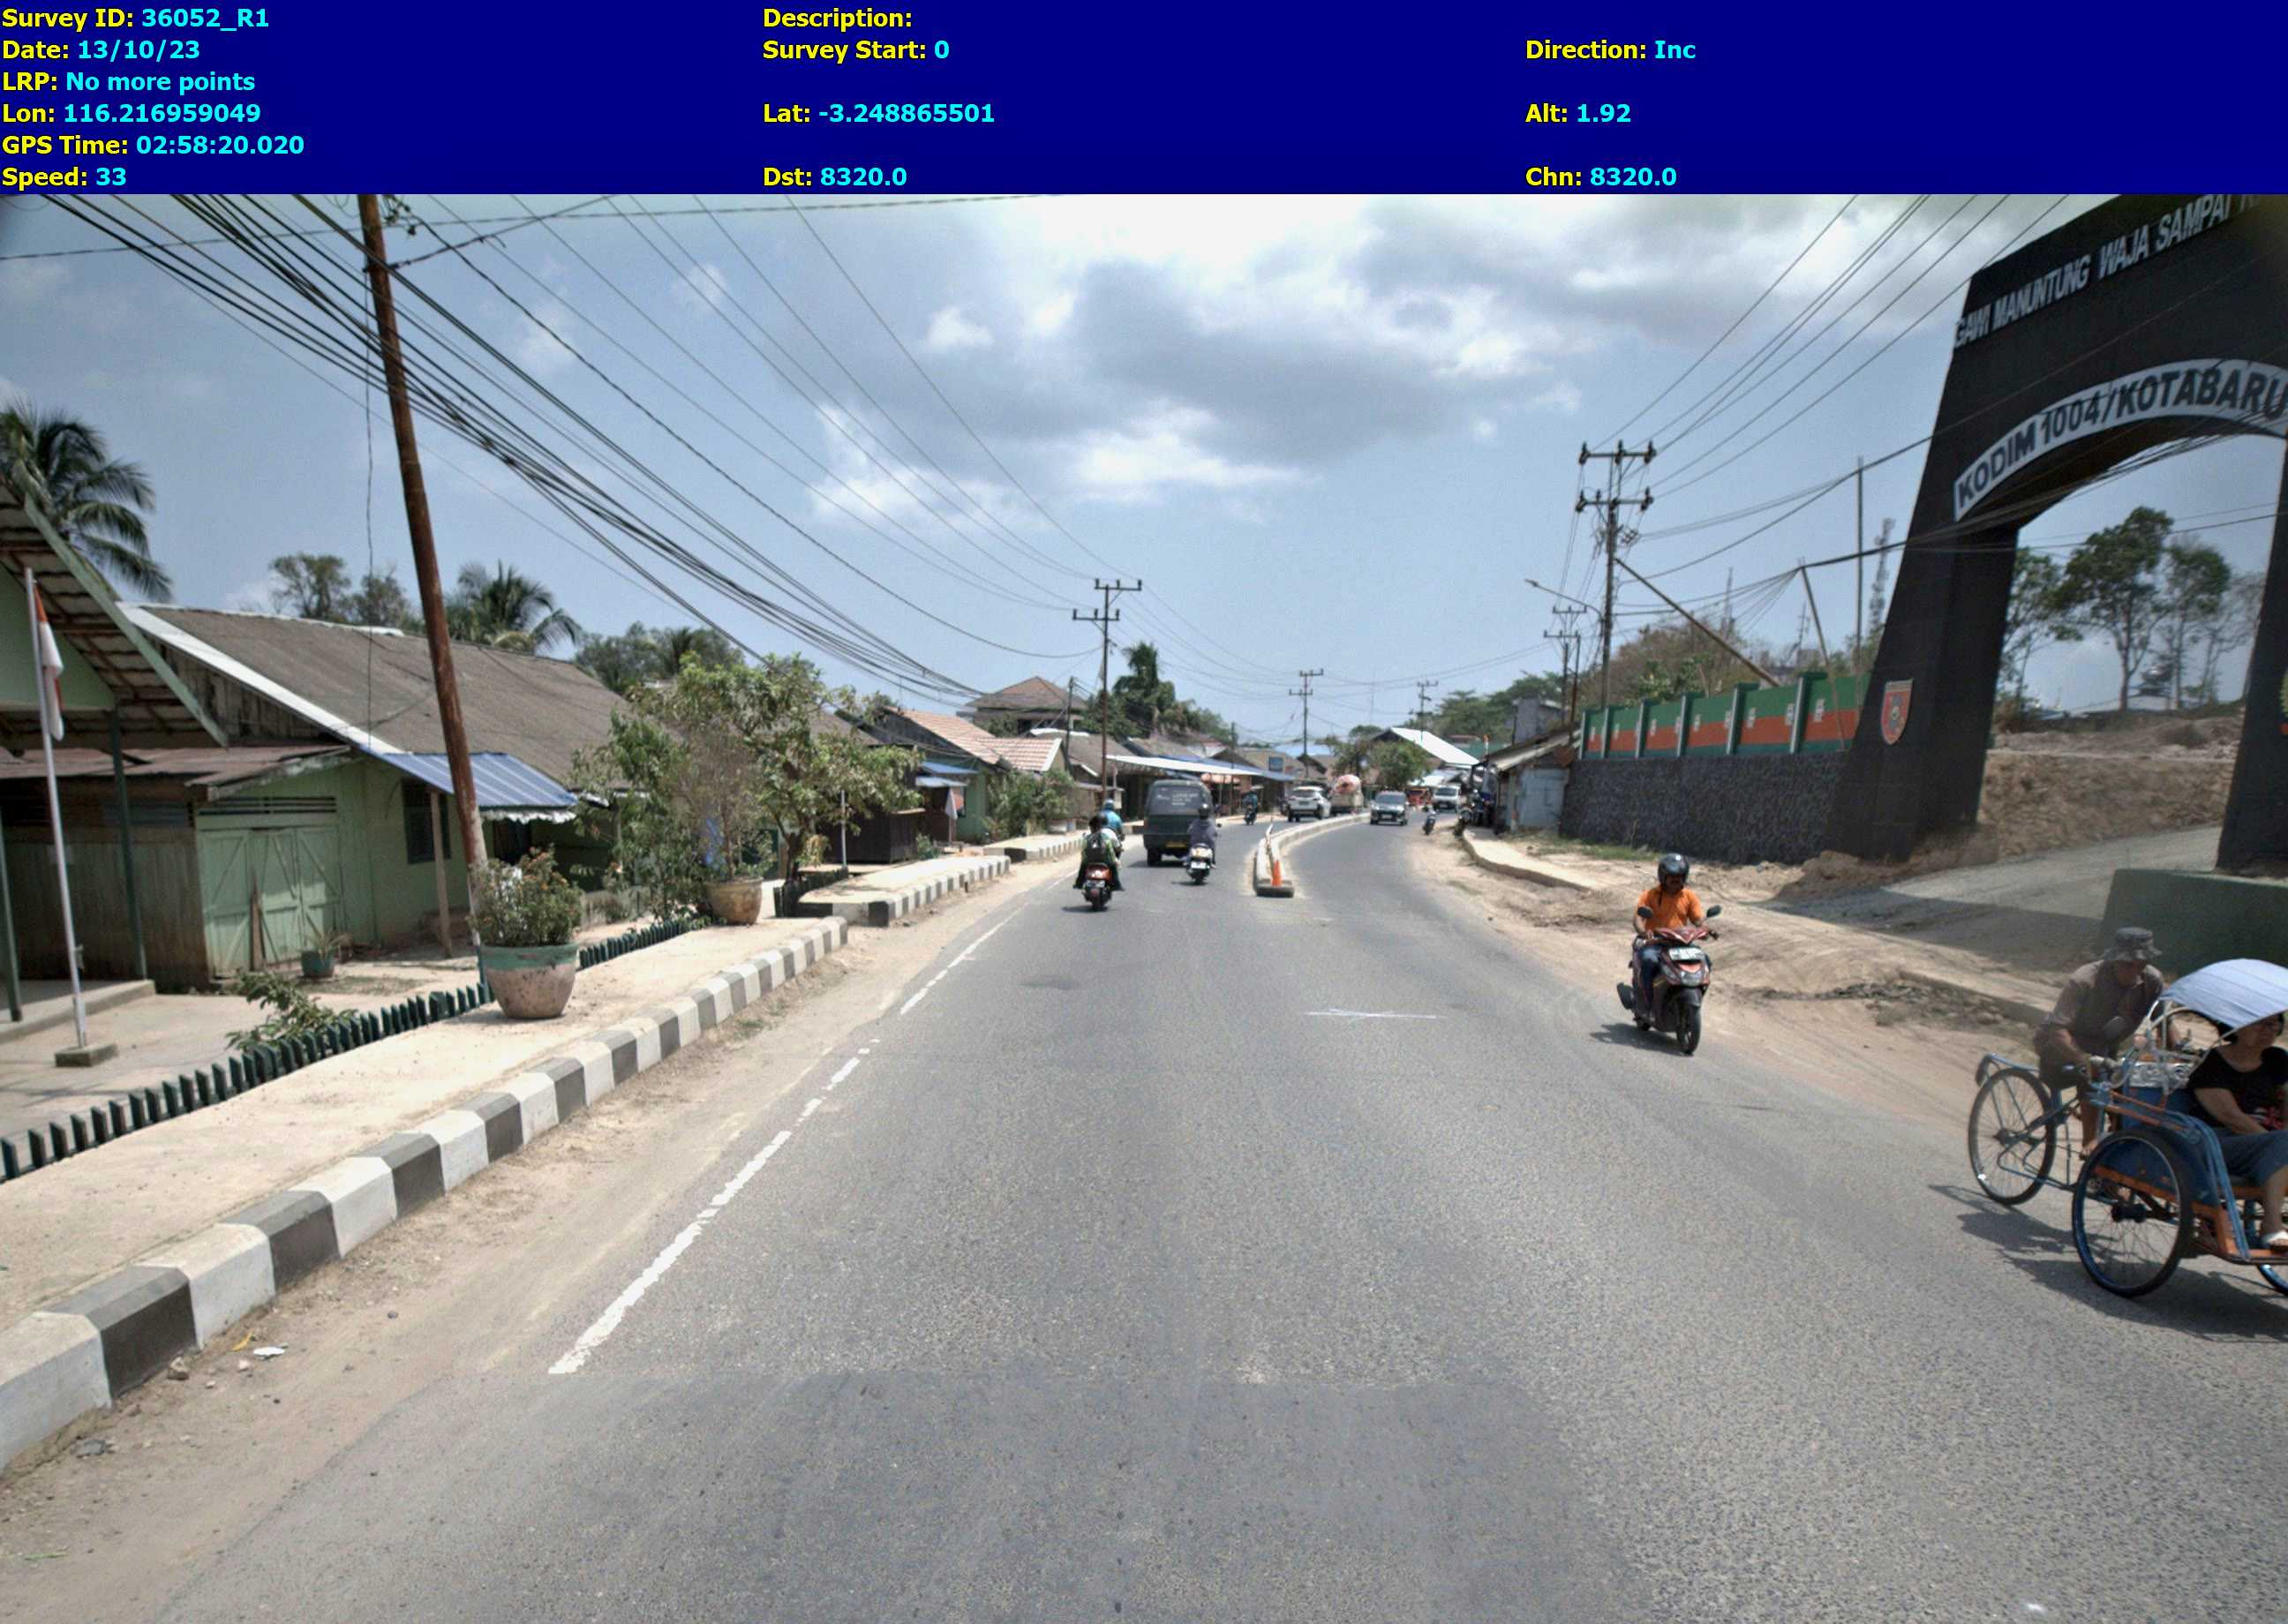 Survey ID: 36052_R1
Description:
Date: 13/10/23
Survey Start: 0
Direction: Inc
LRP: No more points
Lon: 116.216959049
Lat: -3.248865501
Alt: 1.92
GPS Time: 02:58:20.020
Speed: 33
Dst: 8320.0
Chn: 8320.0
GAWI MANUNTUNG WAJA SAMPAI
KODIM 1004/KOTABARU